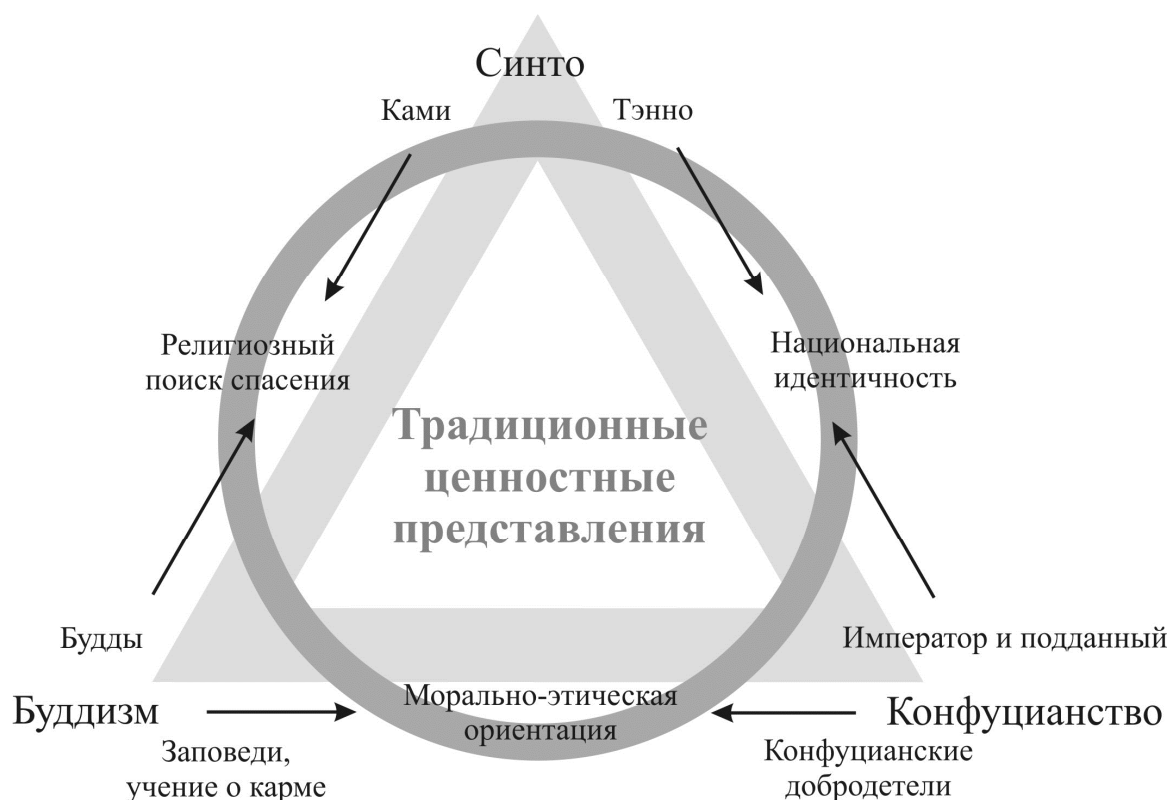 Синто
Ками
Тэнно
Религиозный
поиск спасения
Национальная
идентичность
Традиционные
ценностные
представления
Будды
Император и подданный
Буддизм
Морально-этическая
ориентация
Конфуцианство
Заповеди,
учение о карме
Конфуцианские
добродетели